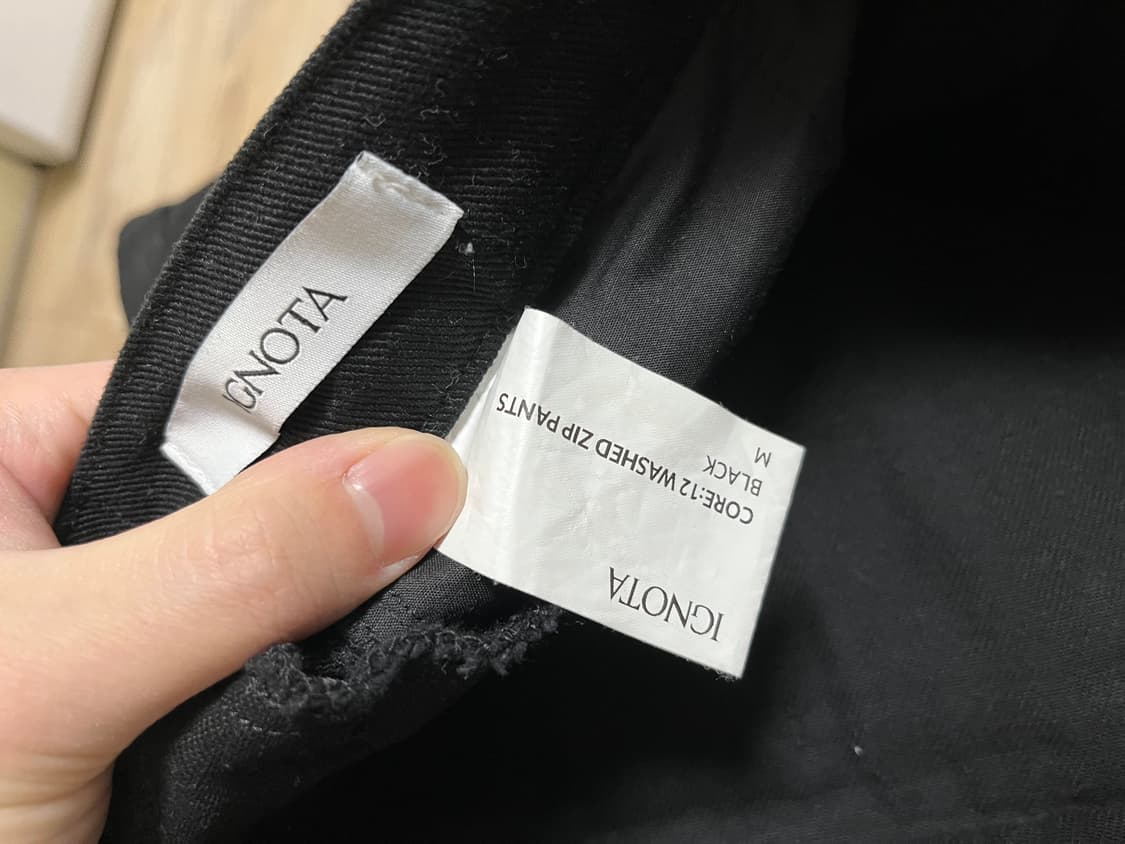 IGNOTA
IGNOTA
CORE:12 WASHED ZIP PANTS
BLACK
M